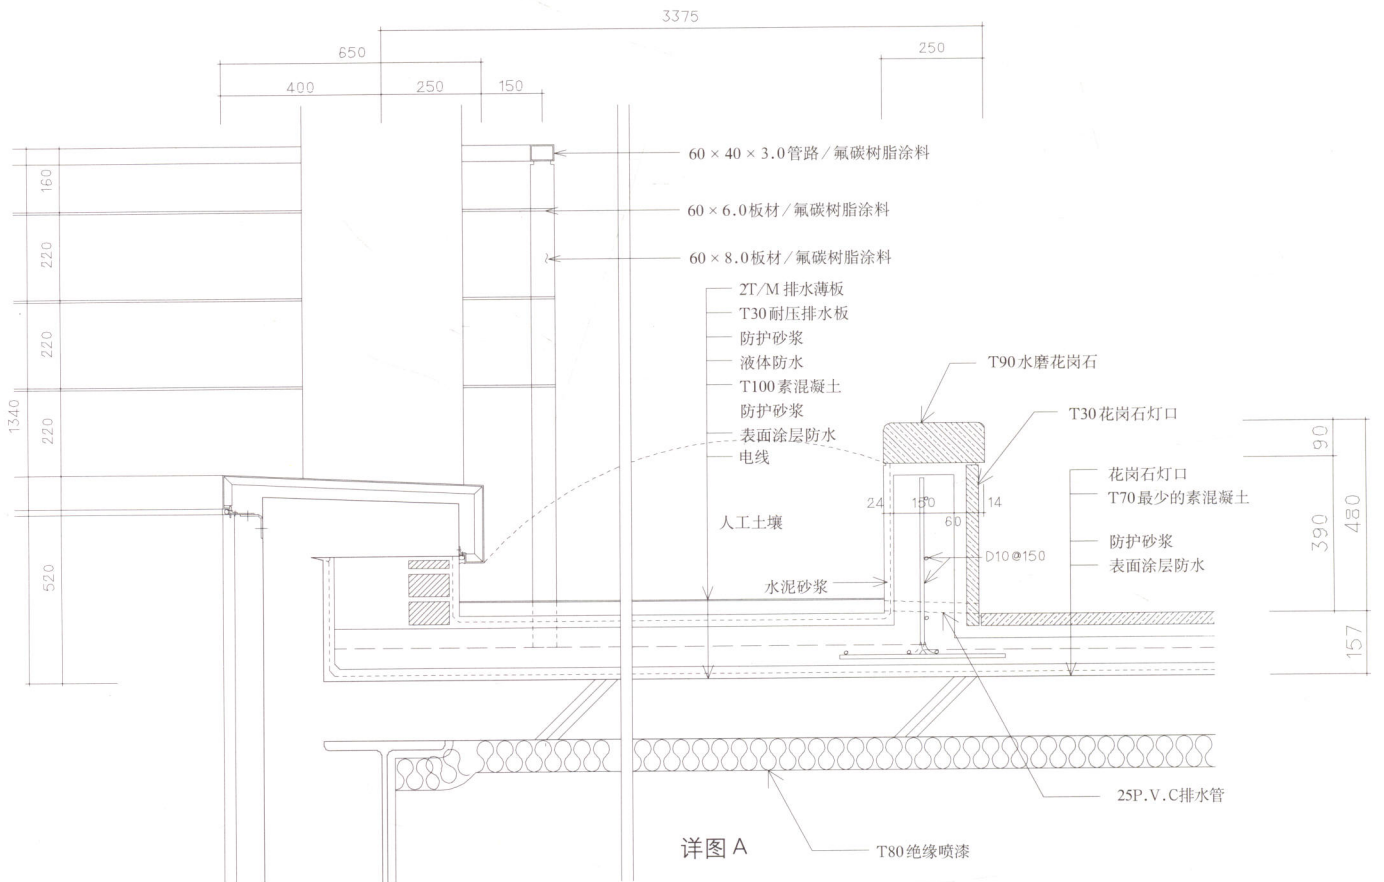 3375
650
250
400
250
150
60×40×3.0管路/氟碳树脂涂料
160
60×6.0板材/氟碳树脂涂料
220
60×8.0板材/氟碳树脂涂料
2T/M 排水薄板
T30耐压排水板
防护砂浆
220
液体防水
T90水磨花岗石
T100素混凝土
1340
防护砂浆
T30花岗石灯口
220
表面涂层防水
90
电线
花岗石灯口
T70最少的素混凝土
24
150
14
60
480
人工土壤
390
防护砂浆
D10@150
表面涂层防水
520
水泥砂浆
157
25P.V.C排水管
详图A
T80绝缘喷漆